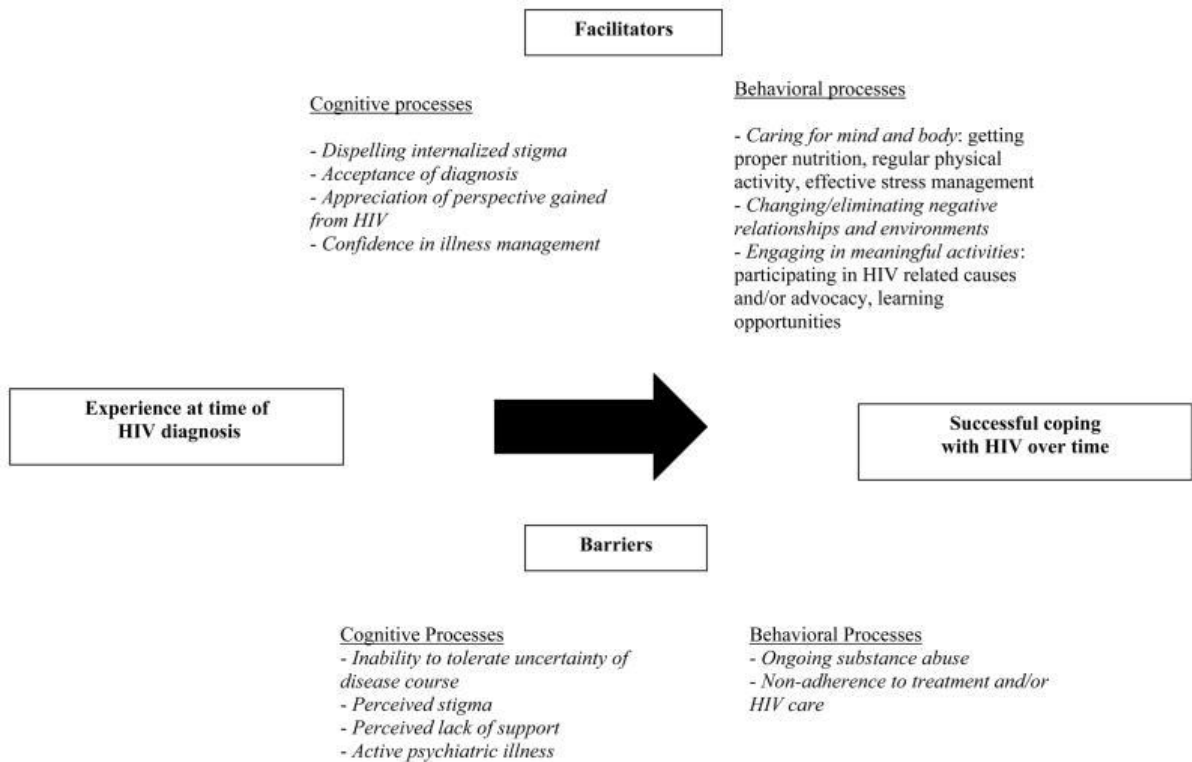 Facilitators
Cognitive processes
- Dispelling internalized stigma
- Acceptance of diagnosis
- Appreciation of perspective gained
from HIV
- Confidence in illness management
Behavioral processes
- Caring for mind and body: getting
proper nutrition, regular physical
activity, effective stress management
- Changing/eliminating negative
relationships and environments
- Engaging in meaningful activities:
participating in HIV related causes
and/or advocacy, learning
opportunities
Experience at time of
HIV diagnosis
Successful coping
with HIV over time
Barriers
Cognitive Processes
- Inability to tolerate uncertainty of
disease course
- Perceived stigma
- Perceived lack of support
- Active psychiatric illness
Behavioral Processes
- Ongoing substance abuse
- Non-adherence to treatment and/or
HIV care